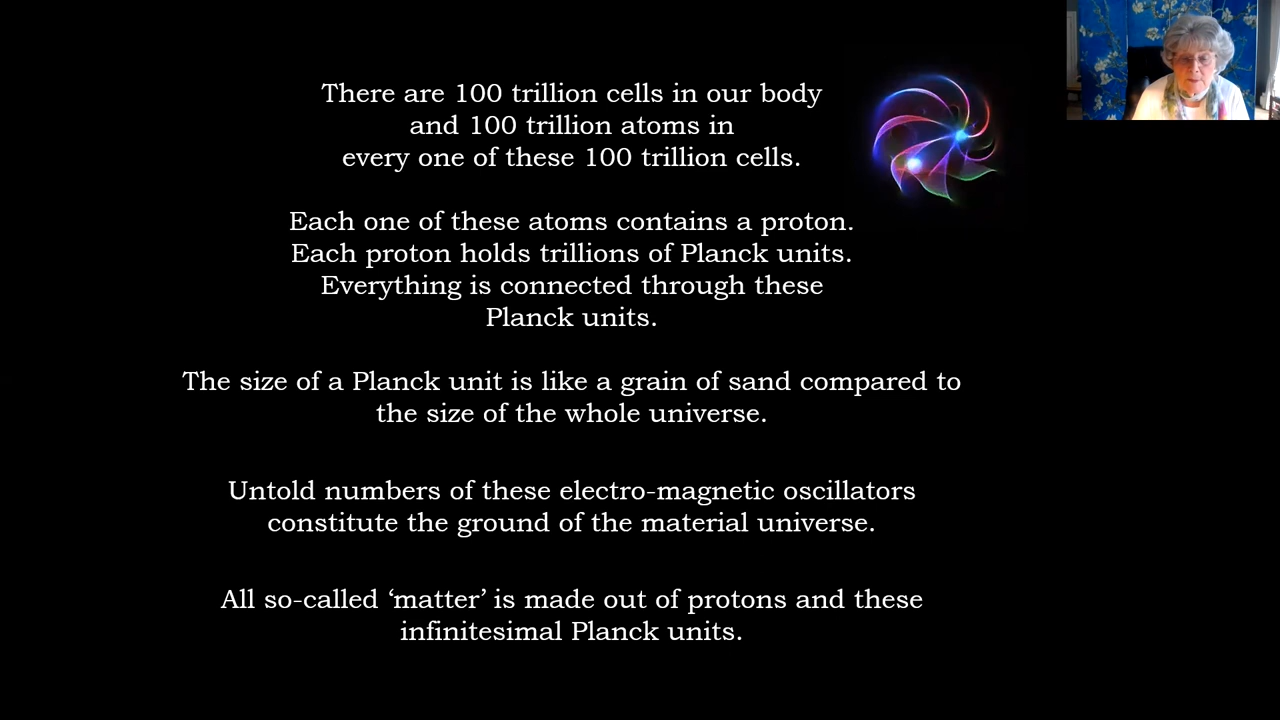 There are 100 trillion cells in our body
and 100 trillion atoms in
every one of these 100 trillion cells.
Each one of these atoms contains a proton.
Each proton holds trillions of Planck units.
Everything is connected through these
Planck units.
The size of a Planck unit is like a grain of sand compared to
the size of the whole universe.
Untold numbers of these electro-magnetic oscillators
constitute the ground of the material universe.
All so-called ‘matter’ is made out of protons and these
infinitesimal Planck units.